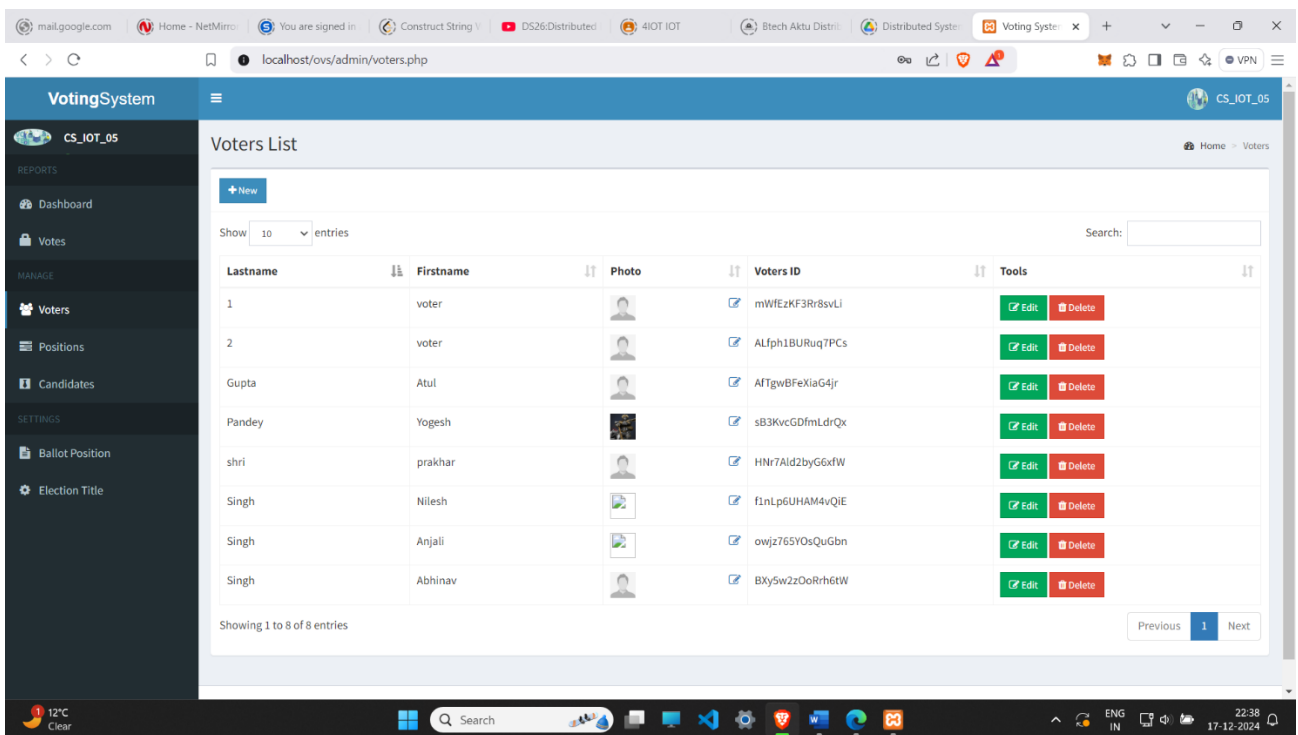 mail.google.com Home - NetMirror You are signed in Construct String DS26:Distributed 4IOT IOT Btech Aktu Distri Distributed System Voting System
localhost/ovs/admin/voters.php VPN
VotingSystem CS_IOT_05
CS_IOT_05 Voters List Home > Voters
REPORTS
+ New
Dashboard
Show 10 entries Search:
Votes
Lastname Firstname Photo Voters ID Tools
MANAGE
1 voter mWfEzKF3Rr8svLi Edit Delete
Voters
2 voter ALfph1BURuq7PCs Edit Delete
Positions
Gupta Atul AfTgwBFeXiaG4jr Edit Delete
Candidates
Pandey Yogesh sB3KvcGDfmLdrQx Edit Delete
SETTINGS
Ballot Position
shri prakhar HNr7Ald2byG6xfW Edit Delete
Election Title
Singh Nilesh f1nLp6UHAM4vQiE Edit Delete
Singh Anjali owjz765YOsQuGbn Edit Delete
Singh Abhinav BXy5w2zOoRrh6tW Edit Delete
Showing 1 to 8 of 8 entries Previous 1 Next
1 12°C Search ENG 22:38
Clear IN 17-12-2024